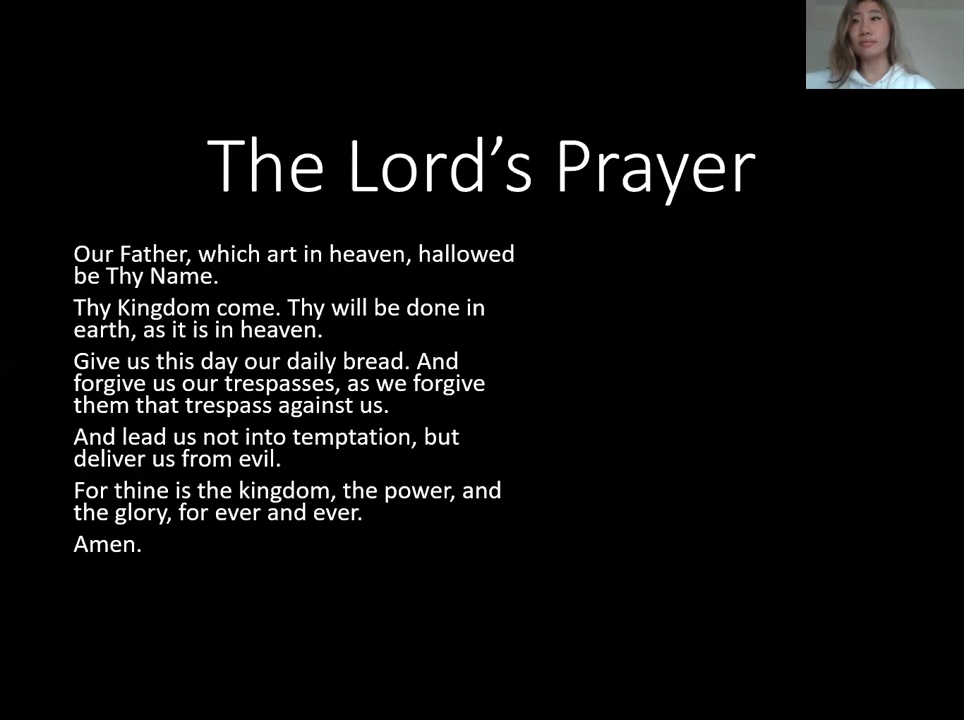 The Lord’s Prayer
Our Father, which art in heaven, hallowed
be Thy Name.
Thy Kingdom come. Thy will be done in
earth, as it is in heaven.
Give us this day our daily bread. And
forgive us our trespasses, as we forgive
them that trespass against us.
And lead us not into temptation, but
deliver us from evil.
For thine is the kingdom, the power, and
the glory, for ever and ever.
Amen.